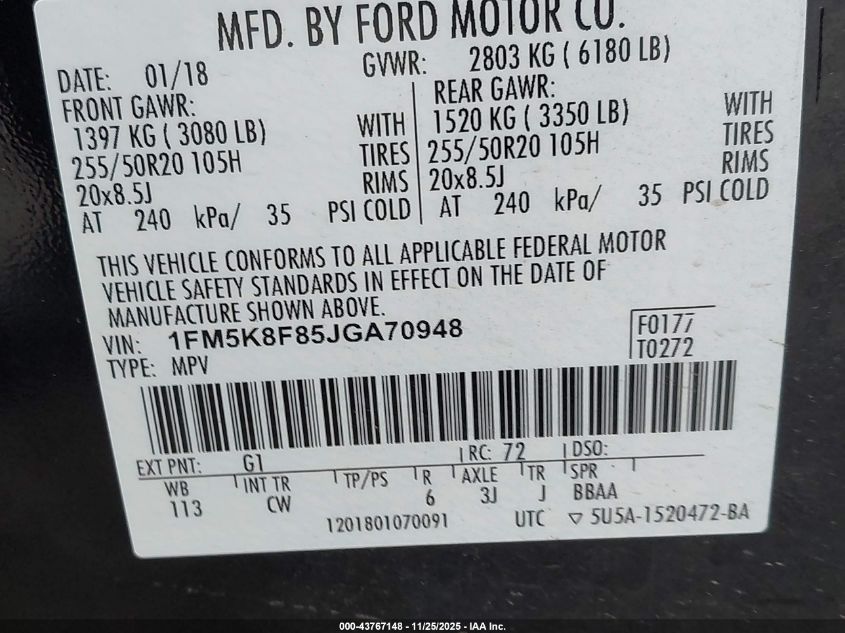 MFD. BY FORD MOTOR CO.
DATE: 01/18 GVWR: 2803 KG ( 6180 LB)
FRONT GAWR: REAR GAWR:
1397 KG ( 3080 LB) WITH 1520 KG ( 3350 LB) WITH
255/50R20 105H TIRES 255/50R20 105H TIRES
20x8.5J RIMS 20x8.5J RIMS
AT 240 kPa/ 35 PSI COLD AT 240 kPa/ 35 PSI COLD
THIS VEHICLE CONFORMS TO ALL APPLICABLE FEDERAL MOTOR
VEHICLE SAFETY STANDARDS IN EFFECT ON THE DATE OF
MANUFACTURE SHOWN ABOVE.
VIN: 1FM5K8F85JGA70948 F0177
TYPE: MPV T0272
EXT PNT: G1 RC: 72 DSO:
WB INT TR TP/PS R AXLE TR SPR
113 CW 6 3J J BBAA
1201801070091 UTC ▽ 5U5A-1520472-BA
000-43767148 - 11/25/2025 - IAA Inc.